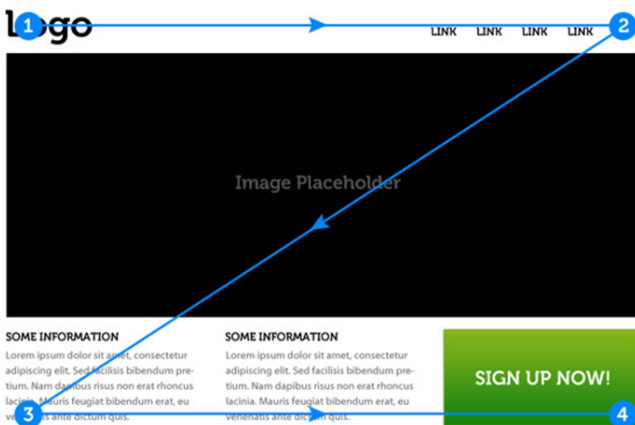 1
Logo
2
LINK LINK LINK LINK
Image Placeholder
SOME INFORMATION
Lorem ipsum dolor sit amet, consectetur
adipiscing elit. Sed facilisis bibendum pre-
tium. Nam dapibus risus non erat rhoncus
lacinia. Mauris feugiat bibendum erat, eu
ante dictum quis.
SOME INFORMATION
Lorem ipsum dolor sit amet, consectetur
adipiscing elit. Sed facilisis bibendum pre-
tium. Nam dapibus risus non erat rhoncus
lacinia. Mauris feugiat bibendum erat, eu
venenatis ante dictum quis.
SIGN UP NOW!
3
4